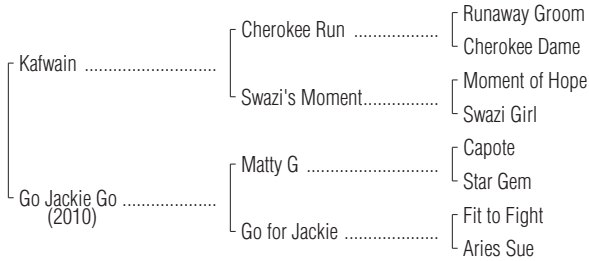 Runaway Groom
Cherokee Run ..................
Cherokee Dame
Kafwain ............................
Moment of Hope
Swazi's Moment................
Swazi Girl
Capote
Matty G ............................
Star Gem
Go Jackie Go ....................
(2010)
Fit to Fight
Go for Jackie ....................
Aries Sue